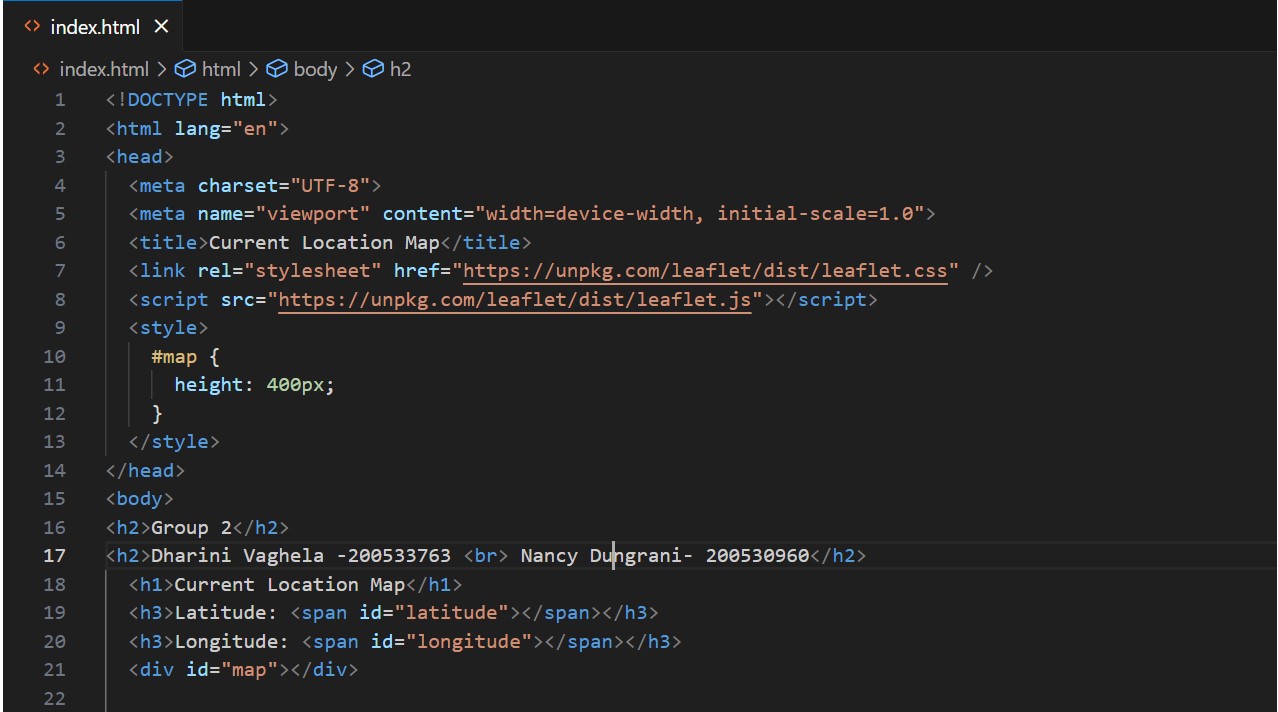 index.html
index.html > html > body > h2
1 <!DOCTYPE html>
2 <html lang="en">
3 <head>
4 <meta charset="UTF-8">
5 <meta name="viewport" content="width=device-width, initial-scale=1.0">
6 <title>Current Location Map</title>
7 <link rel="stylesheet" href="https://unpkg.com/leaflet/dist/leaflet.css" />
8 <script src="https://unpkg.com/leaflet/dist/leaflet.js"></script>
9 <style>
10 #map {
11 height: 400px;
12 }
13 </style>
14 </head>
15 <body>
16 <h2>Group 2</h2>
17 <h2>Dharini Vaghela -200533763 <br> Nancy Dungrani- 200530960</h2>
18 <h1>Current Location Map</h1>
19 <h3>Latitude: <span id="latitude"></span></h3>
20 <h3>Longitude: <span id="longitude"></span></h3>
21 <div id="map"></div>
22